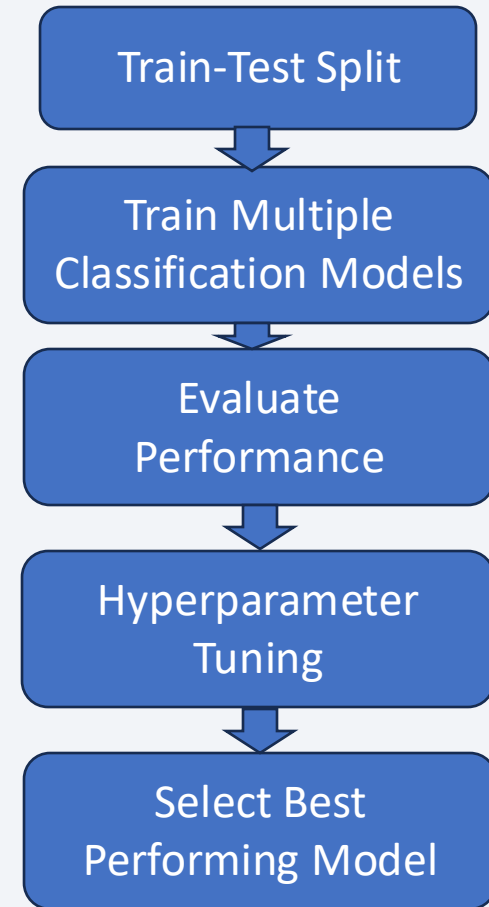 Train-Test Split
Train Multiple
Classification Models
Evaluate
Performance
Hyperparameter
Tuning
Select Best
Performing Model